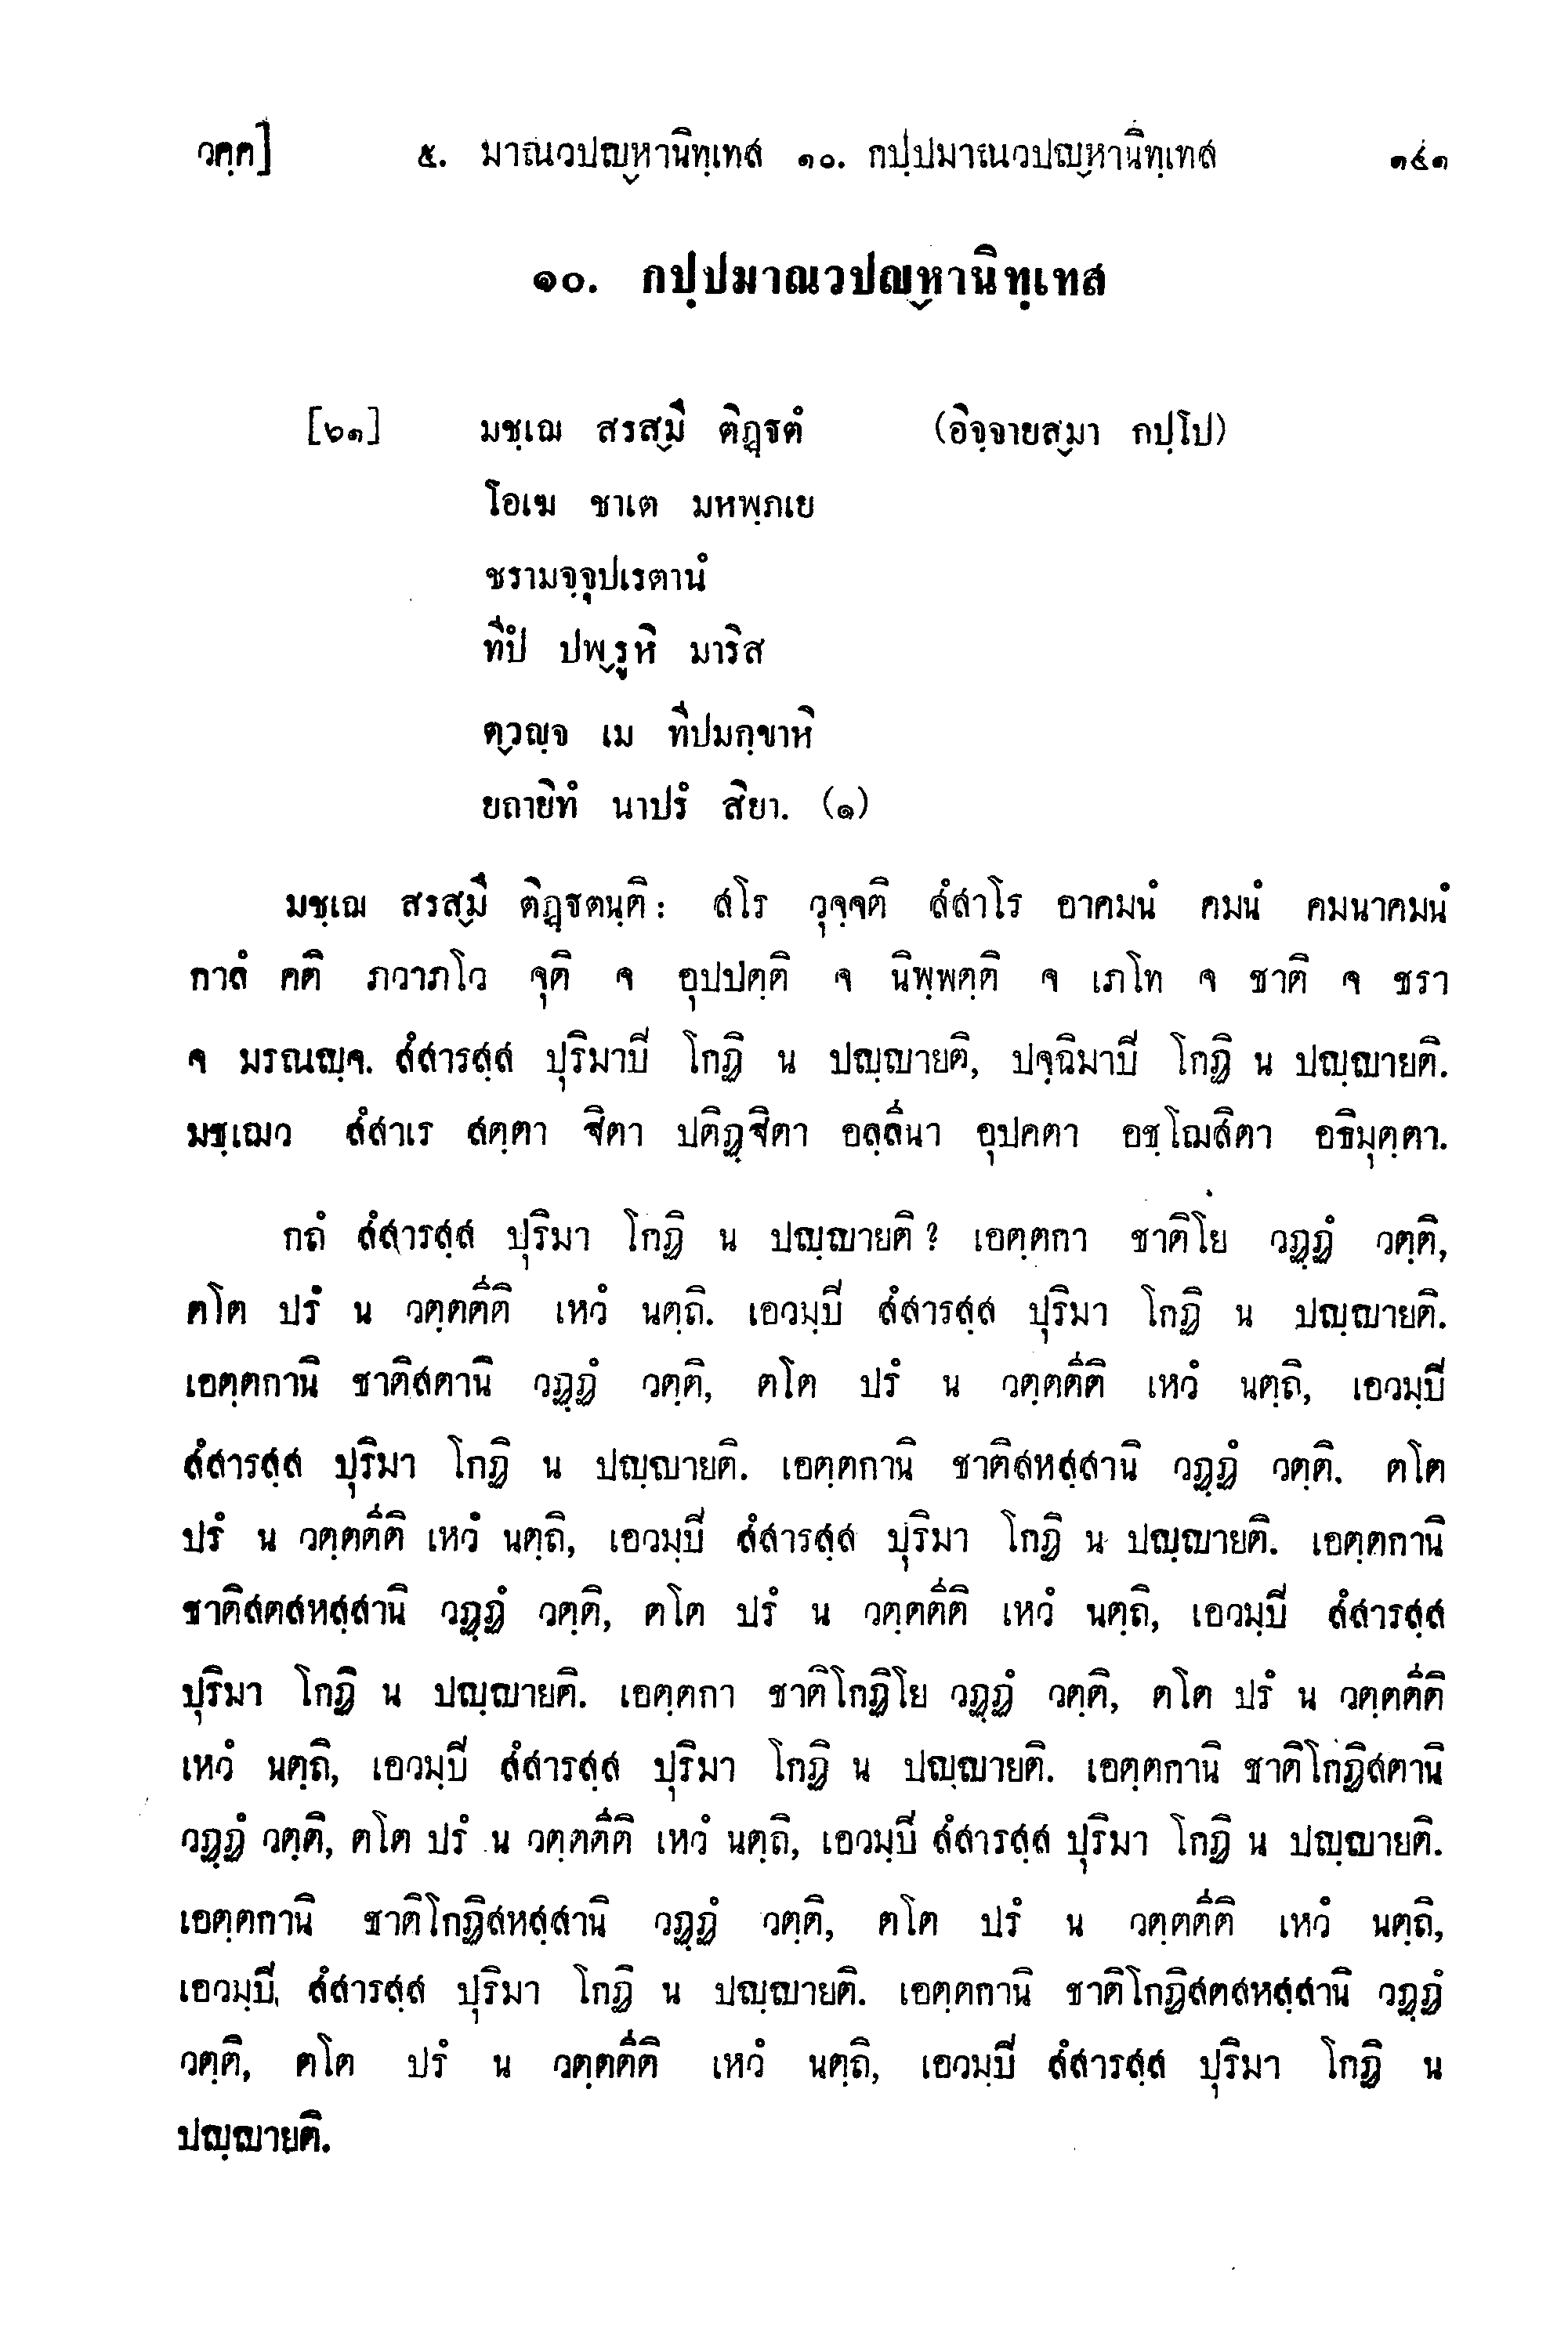 วคฺค]	๕. มาณวปญฺหานิทฺเทส ๑๐. กปฺปมาณวปญฺหานิทฺเทส	๑๔๑
๑๐. กปฺปมาณวปญฺหานิทฺเทส
[๖๑] มชฺเฌ สรสฺมึ ติฏฺฐตํ (อิจฺจายสฺมา กปฺโป)
โอเฆ ชาเต มหพฺภเย
ชรามจฺจุปเรตานํ
ทีปํ ปพฺรูหิ มาริส
ตฺวญฺจ เม ทีปมกฺขาหิ
ยถายิทํ นาปรํ สิยา. (๑)
มชฺเฌ สรสฺมึ ติฏฺฐตนฺติ: สโร วุจฺจติ สํสาโร อาคมนํ คมนํ คมนาคมนํ
กาลํ คติ ภวาภโว จุติ จ อุปปตฺติ จ นิพฺพตฺติ จ เภโท จ ชาติ จ ชรา
จ มรณญฺจ. สํสารสฺส ปุริมาปี โกฏิ น ปญฺญายติ, ปจฺฉิมาปี โกฏิ น ปญฺญายติ.
มชฺเฌว สํสาเร สตฺตา ฐิตา ปติฏฺฐิตา อลฺลีนา อุปคตา อชฺโฌสิตา อธิมุตฺตา.
กถํ สํสารสฺส ปุริมา โกฏิ น ปญฺญายติ? เอตฺตกา ชาติโย วฏฺฏํ วตฺติ,
ตโต ปรํ น วตฺตตีติ เหวํ นตฺถิ. เอวมฺปี สํสารสฺส ปุริมา โกฏิ น ปญฺญายติ.
เอตฺตกานิ ชาติสตานิ วฏฺฏํ วตฺติ, ตโต ปรํ น วตฺตตีติ เหวํ นตฺถิ, เอวมฺปี
สํสารสฺส ปุริมา โกฏิ น ปญฺญายติ. เอตฺตกานิ ชาติสหสฺสานิ วฏฺฏํ วตฺติ. ตโต
ปรํ น วตฺตตีติ เหวํ นตฺถิ, เอวมฺปี สํสารสฺส ปุริมา โกฏิ น ปญฺญายติ. เอตฺตกานิ
ชาติสตสหสฺสานิ วฏฺฏํ วตฺติ, ตโต ปรํ น วตฺตตีติ เหวํ นตฺถิ, เอวมฺปี สํสารสฺส
ปุริมา โกฏิ น ปญฺญายติ. เอตฺตกา ชาติโกฏิโย วฏฺฏํ วตฺติ, ตโต ปรํ น วตฺตตีติ
เหวํ นตฺถิ, เอวมฺปี สํสารสฺส ปุริมา โกฏิ น ปญฺญายติ. เอตฺตกานิ ชาติโกฏิสตานิ
วฏฺฏํ วตฺติ, ตโต ปรํ น วตฺตตีติ เหวํ นตฺถิ, เอวมฺปี สํสารสฺส ปุริมา โกฏิ น ปญฺญายติ.
เอตฺตกานิ ชาติโกฏิสหสฺสานิ วฏฺฏํ วตฺติ, ตโต ปรํ น วตฺตตีติ เหวํ นตฺถิ,
เอวมฺปี สํสารสฺส ปุริมา โกฏิ น ปญฺญายติ. เอตฺตกานิ ชาติโกฏิสตสหสฺสานิ วฏฺฏํ
วตฺติ, ตโต ปรํ น วตฺตตีติ เหวํ นตฺถิ, เอวมฺปี สํสารสฺส ปุริมา โกฏิ น
ปญฺญายติ.